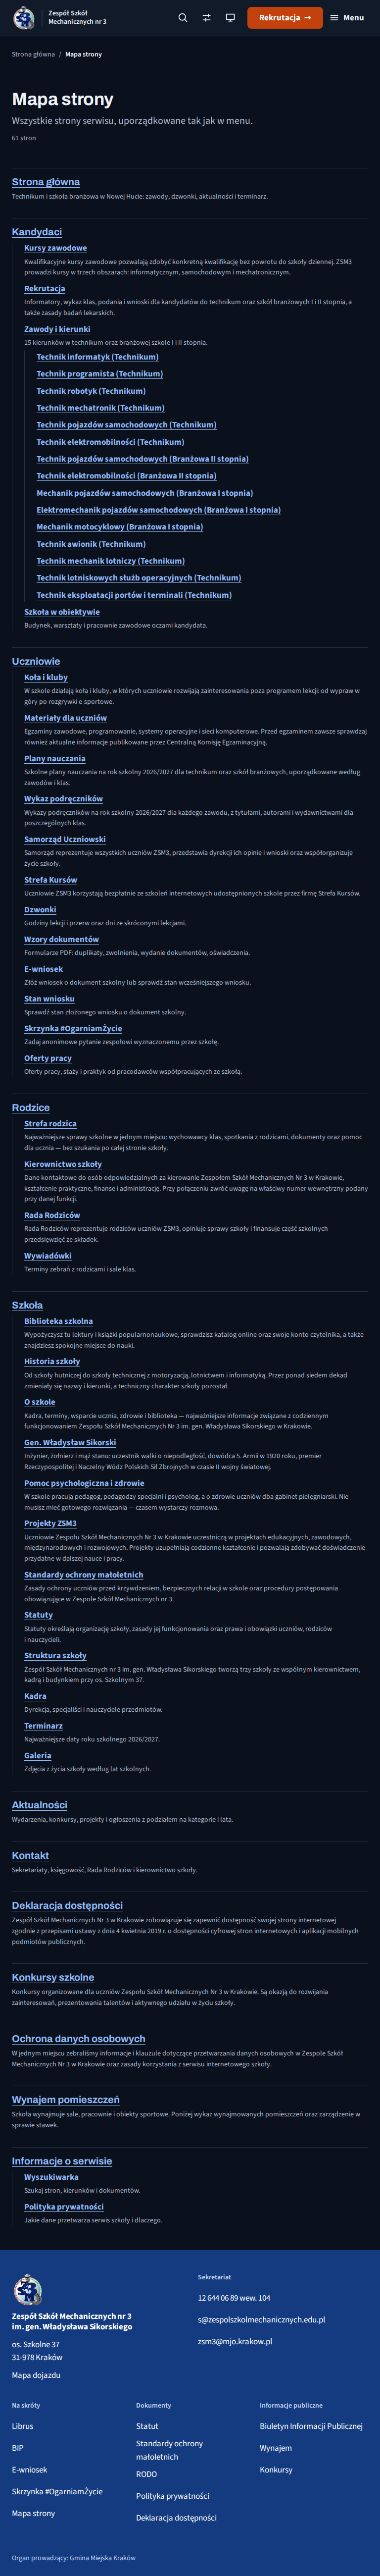 Zespół Szkół
Mechanicznych nr 3
Rekrutacja →
Menu
Strona główna / Mapa strony
Mapa strony
Wszystkie strony serwisu, uporządkowane tak jak w menu.
61 stron
Strona główna
Technikum i szkoła branżowa w Nowej Hucie: zawody, dzwonki, aktualności i terminarz.
Kandydaci
Kursy zawodowe
Kwalifikacyjne kursy zawodowe pozwalają zdobyć konkretną kwalifikację bez powrotu do szkoły dziennej. ZSM3
prowadzi kursy w trzech obszarach: informatycznym, samochodowym i mechatronicznym.
Rekrutacja
Informatory, wykaz klas, podania i wnioski dla kandydatów do technikum oraz szkół branżowych I i II stopnia, a
także zasady badań lekarskich.
Zawody i kierunki
15 kierunków w technikum oraz branżowej szkole I i II stopnia.
Technik informatyk (Technikum)
Technik programista (Technikum)
Technik robotyk (Technikum)
Technik mechatronik (Technikum)
Technik pojazdów samochodowych (Technikum)
Technik elektromobilności (Technikum)
Technik pojazdów samochodowych (Branżowa II stopnia)
Technik elektromobilności (Branżowa II stopnia)
Mechanik pojazdów samochodowych (Branżowa I stopnia)
Elektromechanik pojazdów samochodowych (Branżowa I stopnia)
Mechanik motocyklowy (Branżowa I stopnia)
Technik awionik (Technikum)
Technik mechanik lotniczy (Technikum)
Technik lotniskowych służb operacyjnych (Technikum)
Technik eksploatacji portów i terminali (Technikum)
Szkoła w obiektywie
Budynek, warsztaty i pracownie zawodowe oczami kandydata.
Uczniowie
Koła i kluby
W szkole działają koła i kluby, w których uczniowie rozwijają zainteresowania poza programem lekcji: od wypraw w
góry po rozgrywki e-sportowe.
Materiały dla uczniów
Egzaminy zawodowe, programowanie, systemy operacyjne i sieci komputerowe. Przed egzaminem zawsze sprawdzaj
również aktualne informacje publikowane przez Centralną Komisję Egzaminacyjną.
Plany nauczania
Szkolne plany nauczania na rok szkolny 2026/2027 dla technikum oraz szkół branżowych, uporządkowane według
zawodów i klas.
Wykaz podręczników
Wykazy podręczników na rok szkolny 2026/2027 dla każdego zawodu, z tytułami, autorami i wydawnictwami dla
poszczególnych klas.
Samorząd Uczniowski
Samorząd reprezentuje wszystkich uczniów ZSM3, przedstawia dyrekcji ich opinie i wnioski oraz współorganizuje
życie szkoły.
Strefa Kursów
Uczniowie ZSM3 korzystają bezpłatnie ze szkoleń internetowych udostępnionych szkole przez firmę Strefa Kursów.
Dzwonki
Godziny lekcji i przerw oraz dni ze skróconymi lekcjami.
Wzory dokumentów
Formularze PDF: duplikaty, zwolnienia, wydanie dokumentów, oświadczenia.
E-wniosek
Złóż wniosek o dokument szkolny lub sprawdź stan wcześniejszego wniosku.
Stan wniosku
Sprawdź stan złożonego wniosku o dokument szkolny.
Skrzynka #OgarniamŻycie
Zadaj anonimowe pytanie zespołowi wyznaczonemu przez szkołę.
Oferty pracy
Oferty pracy, staży i praktyk od pracodawców współpracujących ze szkołą.
Rodzice
Strefa rodzica
Najważniejsze sprawy szkolne w jednym miejscu: wychowawcy klas, spotkania z rodzicami, dokumenty oraz pomoc
dla ucznia — bez szukania po całej stronie szkoły.
Kierownictwo szkoły
Dane kontaktowe do osób odpowiedzialnych za kierowanie Zespołem Szkół Mechanicznych Nr 3 w Krakowie,
kształcenie praktyczne, finanse i administrację. Przy połączeniu zwróć uwagę na właściwy numer wewnętrzny podany
przy danej funkcji.
Rada Rodziców
Rada Rodziców reprezentuje rodziców uczniów ZSM3, opiniuje sprawy szkoły i finansuje część szkolnych
przedsięwzięć ze składek.
Wywiadówki
Terminy zebrań z rodzicami i sale klas.
Szkoła
Biblioteka szkolna
Wypożyczysz tu lektury i książki popularnonaukowe, sprawdzisz katalog online oraz swoje konto czytelnika, a także
znajdziesz spokojne miejsce do nauki.
Historia szkoły
Od szkoły hutniczej do szkoły technicznej z motoryzacją, lotnictwem i informatyką. Przez ponad siedem dekad
zmieniały się nazwy i kierunki, a techniczny charakter szkoły pozostał.
O szkole
Kadra, terminy, wsparcie ucznia, zdrowie i biblioteka — najważniejsze informacje związane z codziennym
funkcjonowaniem Zespołu Szkół Mechanicznych Nr 3 im. gen. Władysława Sikorskiego w Krakowie.
Gen. Władysław Sikorski
Inżynier, żołnierz i mąż stanu: uczestnik walki o niepodległość, dowódca 5. Armii w 1920 roku, premier
Rzeczypospolitej i Naczelny Wódz Polskich Sił Zbrojnych w czasie II wojny światowej.
Pomoc psychologiczna i zdrowie
W szkole pracują pedagog, pedagodzy specjalni i psycholog, a o zdrowie uczniów dba gabinet pielęgniarski. Nie
musisz mieć gotowego rozwiązania — czasem wystarczy rozmowa.
Projekty ZSM3
Uczniowie Zespołu Szkół Mechanicznych Nr 3 w Krakowie uczestniczą w projektach edukacyjnych, zawodowych,
międzynarodowych i rozwojowych. Projekty uzupełniają codzienne kształcenie i pozwalają zdobywać doświadczenie
przydatne w dalszej nauce i pracy.
Standardy ochrony małoletnich
Zasady ochrony uczniów przed krzywdzeniem, bezpiecznych relacji w szkole oraz procedury postępowania
obowiązujące w Zespole Szkół Mechanicznych nr 3.
Statuty
Statuty określają organizację szkoły, zasady jej funkcjonowania oraz prawa i obowiązki uczniów, rodziców
i nauczycieli.
Struktura szkoły
Zespół Szkół Mechanicznych nr 3 im. gen. Władysława Sikorskiego tworzą trzy szkoły ze wspólnym kierownictwem,
kadrą i budynkiem przy os. Szkolnym 37.
Kadra
Dyrekcja, specjaliści i nauczyciele przedmiotów.
Terminarz
Najważniejsze daty roku szkolnego 2026/2027.
Galeria
Zdjęcia z życia szkoły według lat szkolnych.
Aktualności
Wydarzenia, konkursy, projekty i ogłoszenia z podziałem na kategorie i lata.
Kontakt
Sekretariaty, księgowość, Rada Rodziców i kierownictwo szkoły.
Deklaracja dostępności
Zespół Szkół Mechanicznych Nr 3 w Krakowie zobowiązuje się zapewnić dostępność swojej strony internetowej
zgodnie z przepisami ustawy z dnia 4 kwietnia 2019 r. o dostępności cyfrowej stron internetowych i aplikacji mobilnych
podmiotów publicznych.
Konkursy szkolne
Konkursy organizowane dla uczniów Zespołu Szkół Mechanicznych Nr 3 w Krakowie. Są okazją do rozwijania
zainteresowań, prezentowania talentów i aktywnego udziału w życiu szkoły.
Ochrona danych osobowych
W jednym miejscu zebraliśmy informacje i klauzule dotyczące przetwarzania danych osobowych w Zespole Szkół
Mechanicznych Nr 3 w Krakowie oraz zasady korzystania z serwisu internetowego szkoły.
Wynajem pomieszczeń
Szkoła wynajmuje sale, pracownie i obiekty sportowe. Poniżej wykaz wynajmowanych pomieszczeń oraz zarządzenie w
sprawie stawek.
Informacje o serwisie
Wyszukiwarka
Szukaj stron, kierunków i dokumentów.
Polityka prywatności
Jakie dane przetwarza serwis szkoły i dlaczego.
Zespół Szkół Mechanicznych nr 3
im. gen. Władysława Sikorskiego
os. Szkolne 37
31-978 Kraków
Mapa dojazdu
Sekretariat
12 644 06 89 wew. 104
s@zespolszkolmechanicznych.edu.pl
zsm3@mjo.krakow.pl
Na skróty
Librus
BIP
E-wniosek
Skrzynka #OgarniamŻycie
Mapa strony
Dokumenty
Statut
Standardy ochrony
małoletnich
RODO
Polityka prywatności
Deklaracja dostępności
Informacje publiczne
Biuletyn Informacji Publicznej
Wynajem
Konkursy
Organ prowadzący: Gmina Miejska Kraków